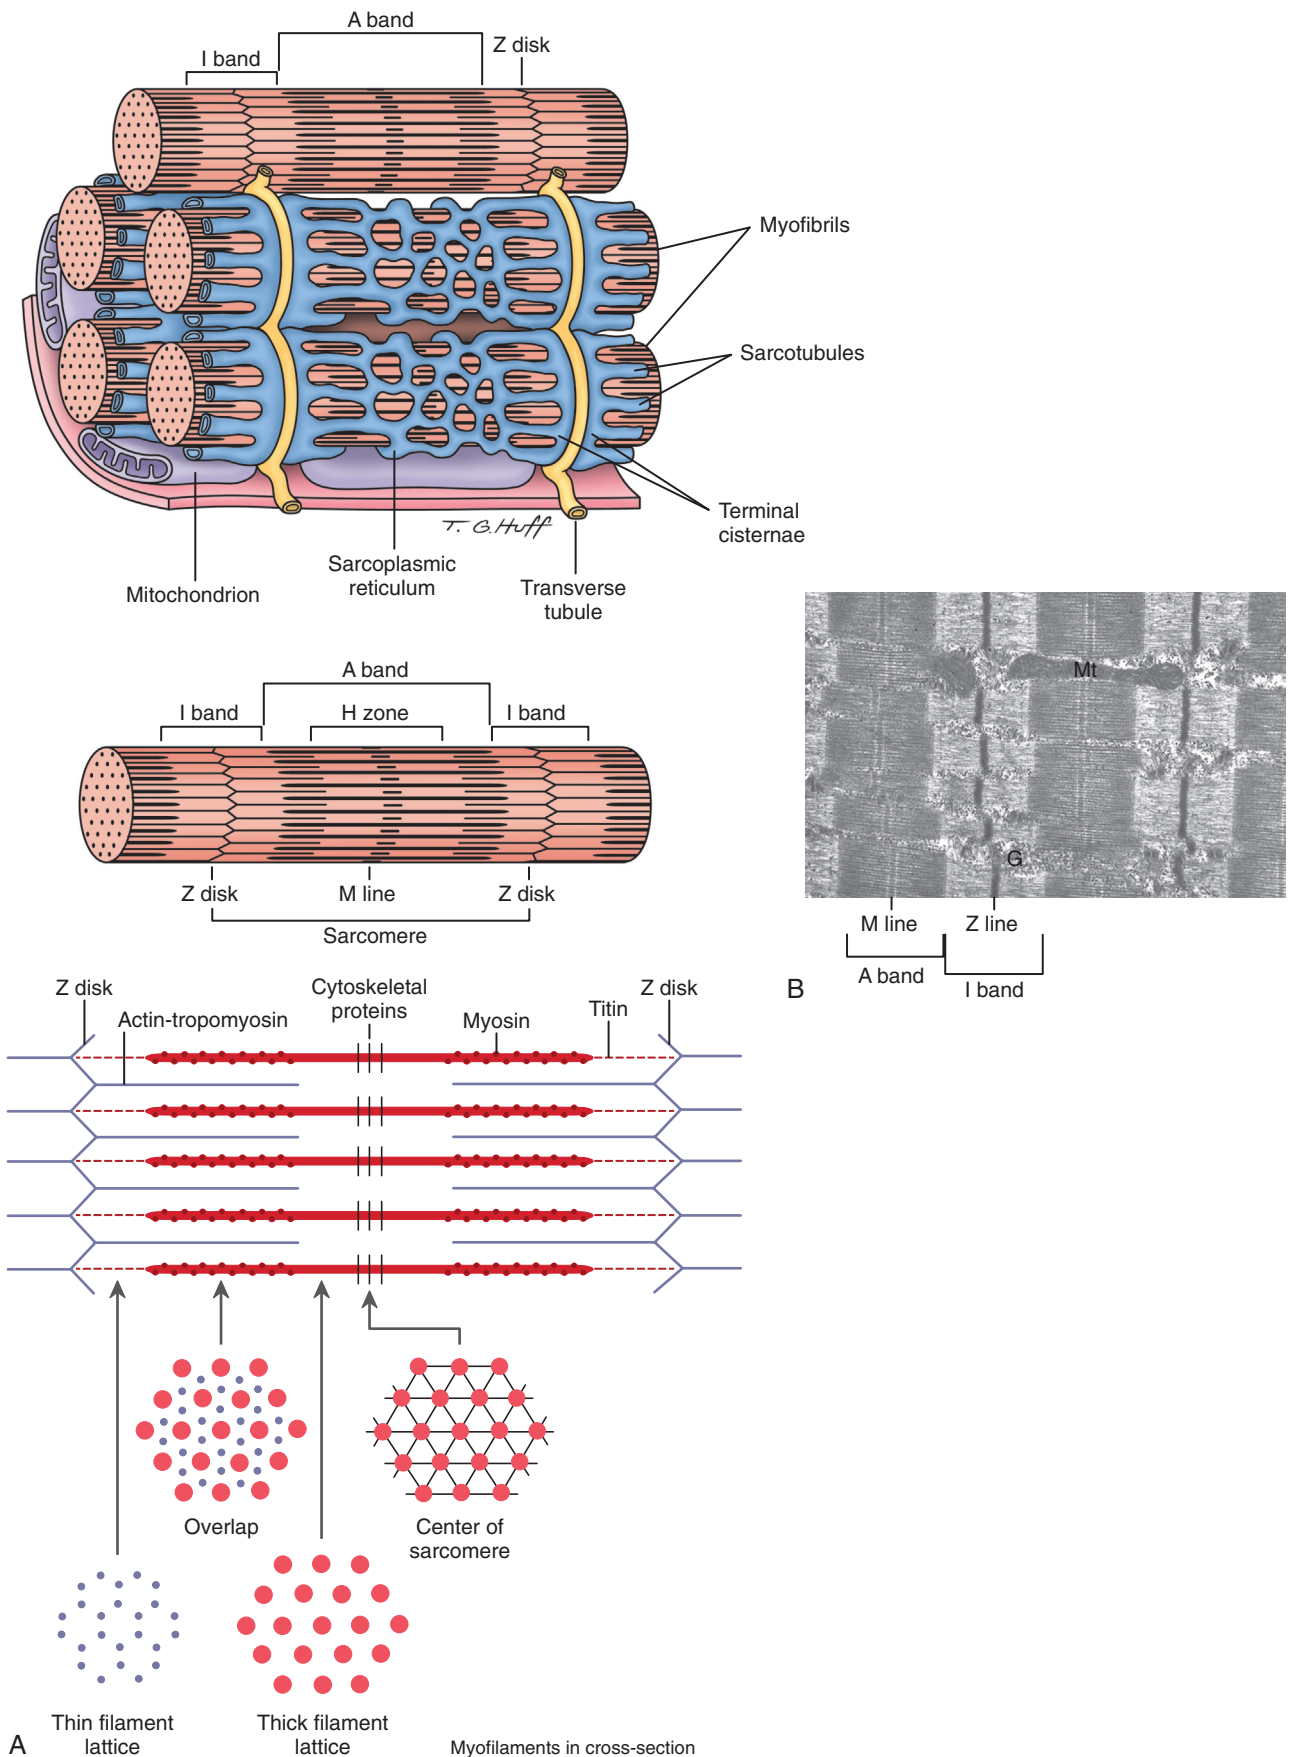 A band
I band
Z disk
Myofibrils
Sarcotubules
Terminal
cisternae
T. G. Huff
Sarcoplasmic
reticulum
Transverse
tubule
Mitochondrion
A band
I band
H zone
I band
Z disk
M line
Z disk
Sarcomere
Mt
G
M line
Z line
A band
I band
B
Z disk
Cytoskeletal
proteins
Z disk
Actin-tropomyosin
Myosin
Titin
Overlap
Center of
sarcomere
Thin filament
lattice
Thick filament
lattice
A
Myofilaments in cross-section